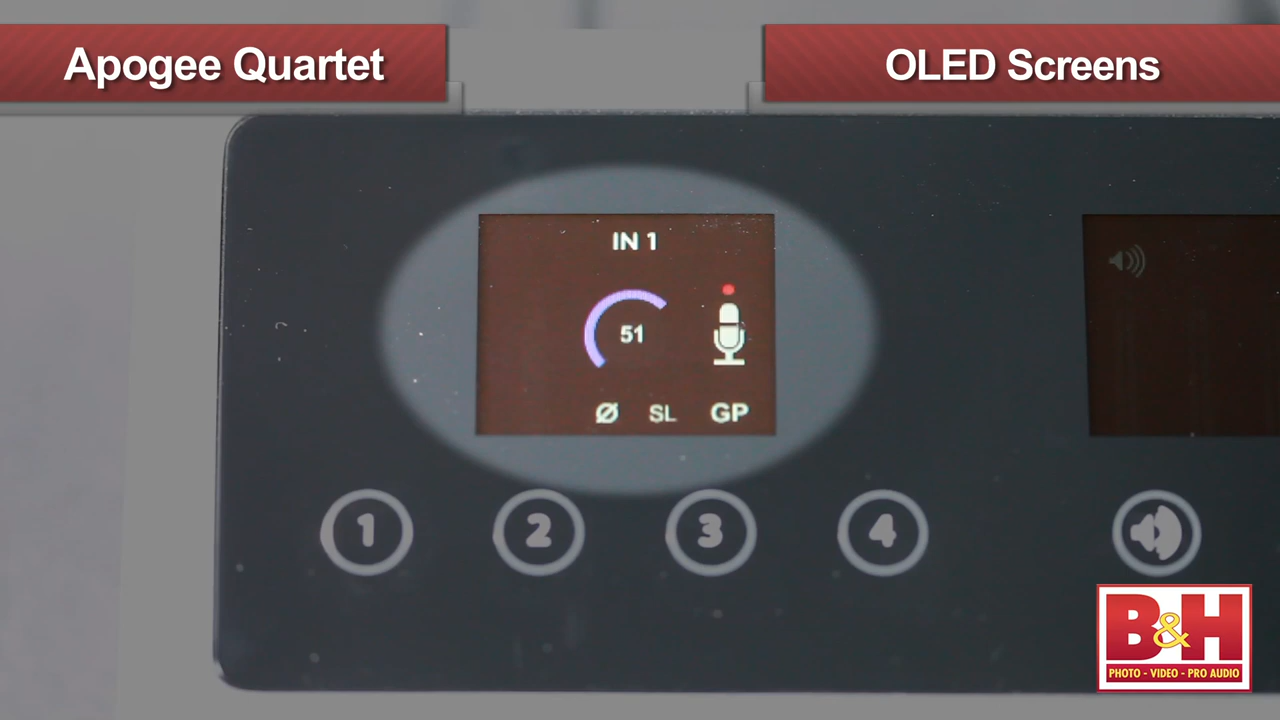 Apogee Quartet
OLED Screens
IN 1
51
Ø SL GP
1 2 3 4
B&H
PHOTO - VIDEO - PRO AUDIO